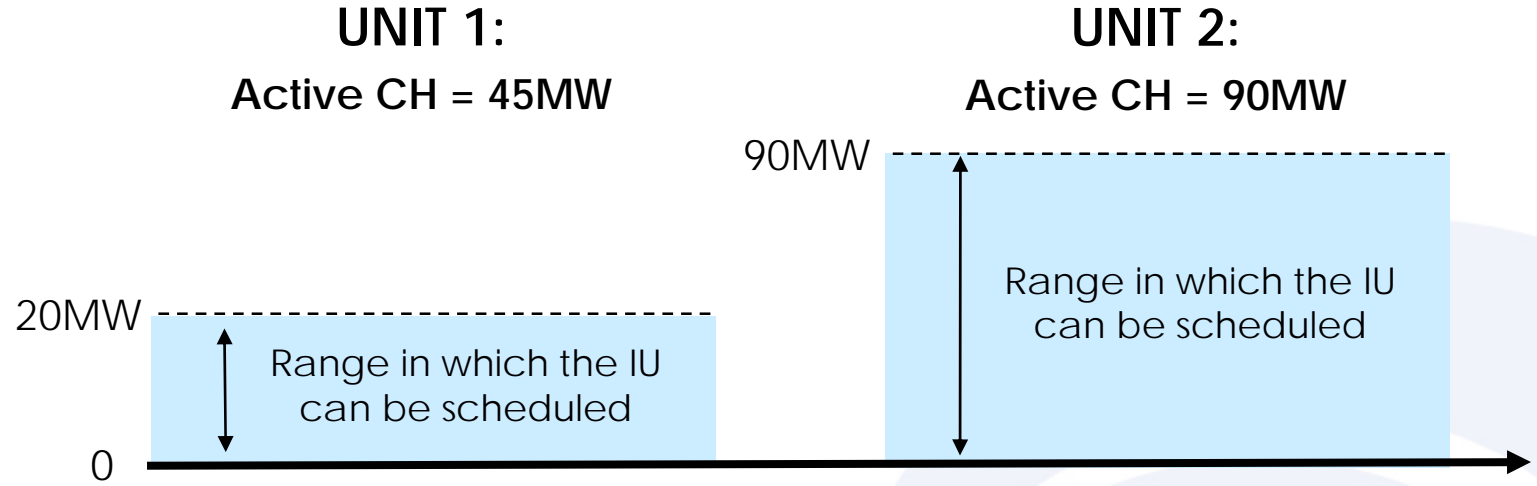 UNIT 1:
Active CH = 45MW
20MW
Range in which the IU
can be scheduled
0
UNIT 2:
Active CH = 90MW
90MW
Range in which the IU
can be scheduled